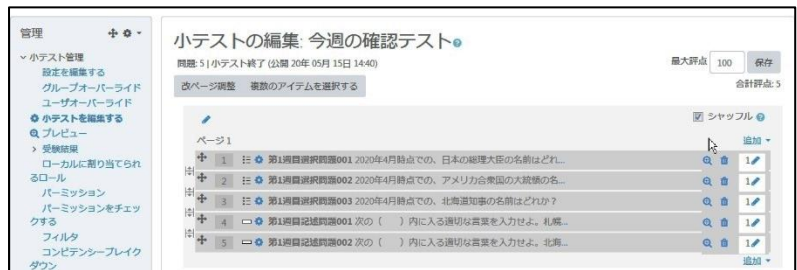 管理
小テスト管理
設定を編集する
グループオーバーライド
ユーザオーバーライド
小テストを編集する
プレビュー
受験結果
ローカルに割り当てられ
るロール
パーミッション
パーミッションをチェッ
クする
フィルタ
コンピテンシーブレイク
ダウン
小テストの編集: 今週の確認テスト
問題: 5 | 小テスト終了 (公開 20年 05月 15日 14:40)
最大評点 100 保存
改ページ調整 複数のアイテムを選択する
合計評点: 5
シャッフル
ページ 1
追加
1 第1週目選択問題001 2020年4月時点での、日本の総理大臣の名前はどれ... 1
2 第1週目選択問題002 2020年4月時点での、アメリカ合衆国の大統領の名... 1
3 第1週目選択問題003 2020年4月時点での、北海道知事の名前はどれか? 1
4 第1週目記述問題001 次の（　）内に入る適切な言葉を入力せよ。札幌... 1
5 第1週目記述問題002 次の（　）内に入る適切な言葉を入力せよ。北海... 1
追加